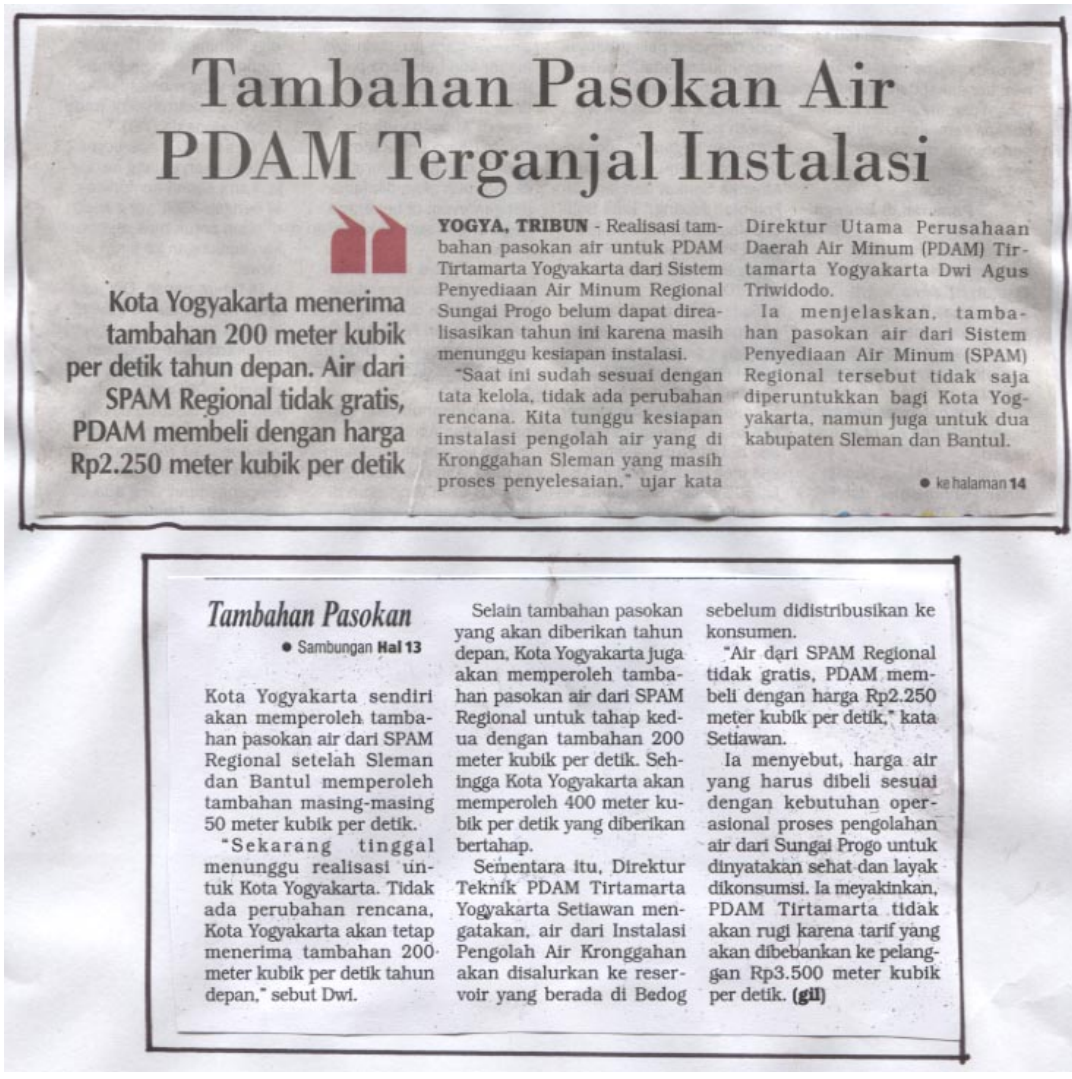 Tambahan Pasokan Air
PDAM Terganjal Instalasi
Kota Yogyakarta menerima
tambahan 200 meter kubik
per detik tahun depan. Air dari
SPAM Regional tidak gratis,
PDAM membeli dengan harga
Rp2.250 meter kubik per detik
YOGYA, TRIBUN - Realisasi tam-
bahan pasokan air untuk PDAM
Tirtamarta Yogyakarta dari Sistem
Penyediaan Air Minum Regional
Sungai Progo belum dapat direa-
lisasikan tahun ini karena masih
menunggu kesiapan instalasi.
"Saat ini sudah sesuai dengan
tata kelola, tidak ada perubahan
rencana. Kita tunggu kesiapan
instalasi pengolah air yang di
Kronggahan Sleman yang masih
proses penyelesaian," ujar kata
Direktur Utama Perusahaan
Daerah Air Minum (PDAM) Tir-
tamarta Yogyakarta Dwi Agus
Triwidodo.
Ia menjelaskan, tamba-
han pasokan air dari Sistem
Penyediaan Air Minum (SPAM)
Regional tersebut tidak saja
diperuntukkan bagi Kota Yog-
yakarta, namun juga untuk dua
kabupaten Sleman dan Bantul.
● ke halaman 14
Tambahan Pasokan
● Sambungan Hal 13
Kota Yogyakarta sendiri
akan memperoleh tamba-
han pasokan air dari SPAM
Regional setelah Sleman
dan Bantul memperoleh
tambahan masing-masing
50 meter kubik per detik.
"Sekarang tinggal
menunggu realisasi un-
tuk Kota Yogyakarta. Tidak
ada perubahan rencana,
Kota Yogyakarta akan tetap
menerima tambahan 200
meter kubik per detik tahun
depan," sebut Dwi.
Selain tambahan pasokan
yang akan diberikan tahun
depan, Kota Yogyakarta juga
akan memperoleh tamba-
han pasokan air dari SPAM
Regional untuk tahap ked-
ua dengan tambahan 200
meter kubik per detik. Seh-
ingga Kota Yogyakarta akan
memperoleh 400 meter ku-
bik per detik yang diberikan
bertahap.
Sementara itu, Direktur
Teknik PDAM Tirtamarta
Yogyakarta Setiawan men-
gatakan, air dari Instalasi
Pengolah Air Kronggahan
akan disalurkan ke reser-
voir yang berada di Bedog
sebelum didistribusikan ke
konsumen.
"Air dari SPAM Regional
tidak gratis, PDAM mem-
beli dengan harga Rp2.250
meter kubik per detik," kata
Setiawan.
Ia menyebut, harga air
yang harus dibeli sesuai
dengan kebutuhan oper-
asional proses pengolahan
air dari Sungai Progo untuk
dinyatakan sehat dan layak
dikonsumsi. Ia meyakinkan,
PDAM Tirtamarta tidak
akan rugi karena tarif yang
akan dibebankan ke pelang-
gan Rp3.500 meter kubik
per detik. (gil)